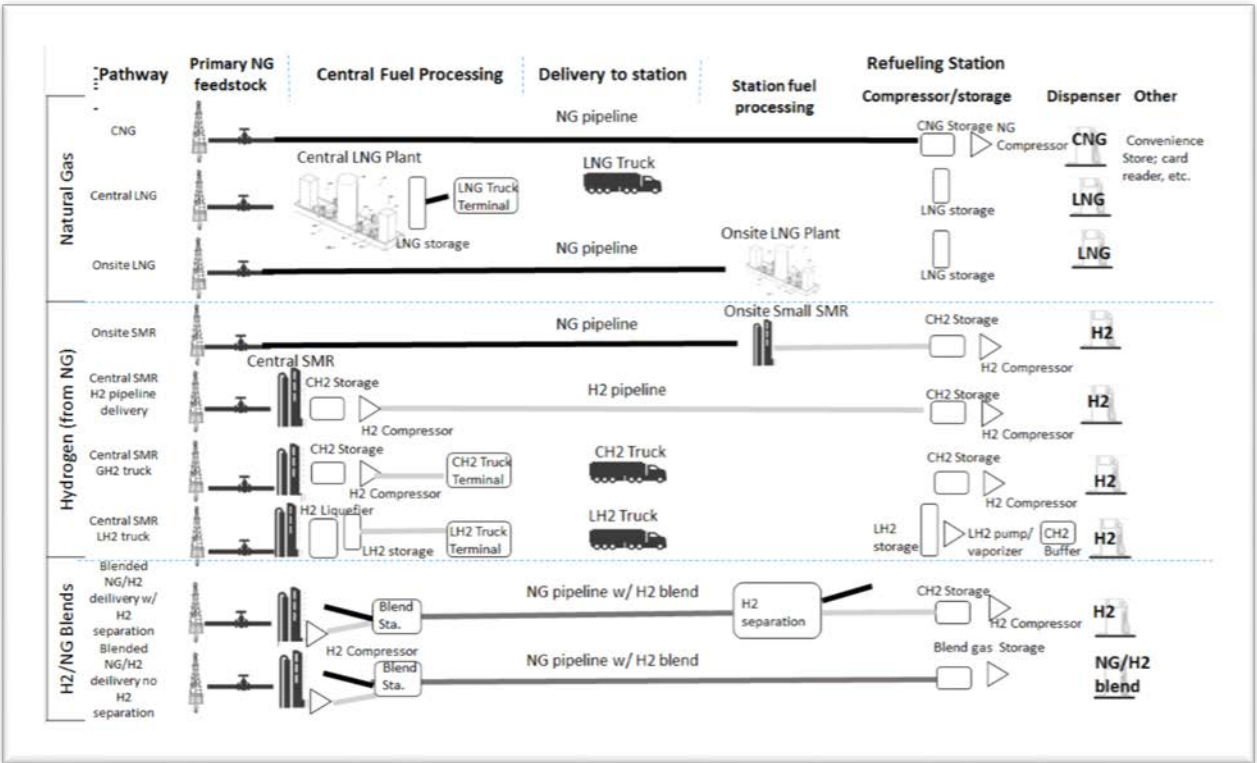 Pathway
Primary NG
feedstock
Central Fuel Processing
Delivery to station
Station fuel
processing
Refueling Station
Compressor/storage
Dispenser
Other
Natural Gas
CNG
NG pipeline
CNG Storage
NG
Compressor
CNG
Convenience
Store; card
reader, etc.
Central LNG
Central LNG Plant
LNG storage
LNG Truck
Terminal
LNG Truck
LNG storage
LNG
Onsite LNG
NG pipeline
Onsite LNG Plant
LNG storage
LNG
Hydrogen (from NG)
Onsite SMR
NG pipeline
Onsite Small SMR
CH2 Storage
H2 Compressor
H2
Central SMR
H2 pipeline
delivery
Central SMR
CH2 Storage
H2 Compressor
H2 pipeline
CH2 Storage
H2 Compressor
H2
Central SMR
GH2 truck
CH2 Storage
H2 Compressor
CH2 Truck
Terminal
CH2 Truck
CH2 Storage
H2 Compressor
H2
Central SMR
LH2 truck
H2 Liquefier
LH2 storage
LH2 Truck
Terminal
LH2 Truck
LH2
storage
LH2 pump/
vaporizer
CH2
Buffer
H2
H2/NG Blends
Blended
NG/H2
deilivery w/
H2
separation
H2 Compressor
Blend
Sta.
NG pipeline w/ H2 blend
H2
separation
CH2 Storage
H2 Compressor
H2
Blended
NG/H2
deilivery no
H2
separation
Blend
Sta.
NG pipeline w/ H2 blend
Blend gas Storage
NG/H2
blend